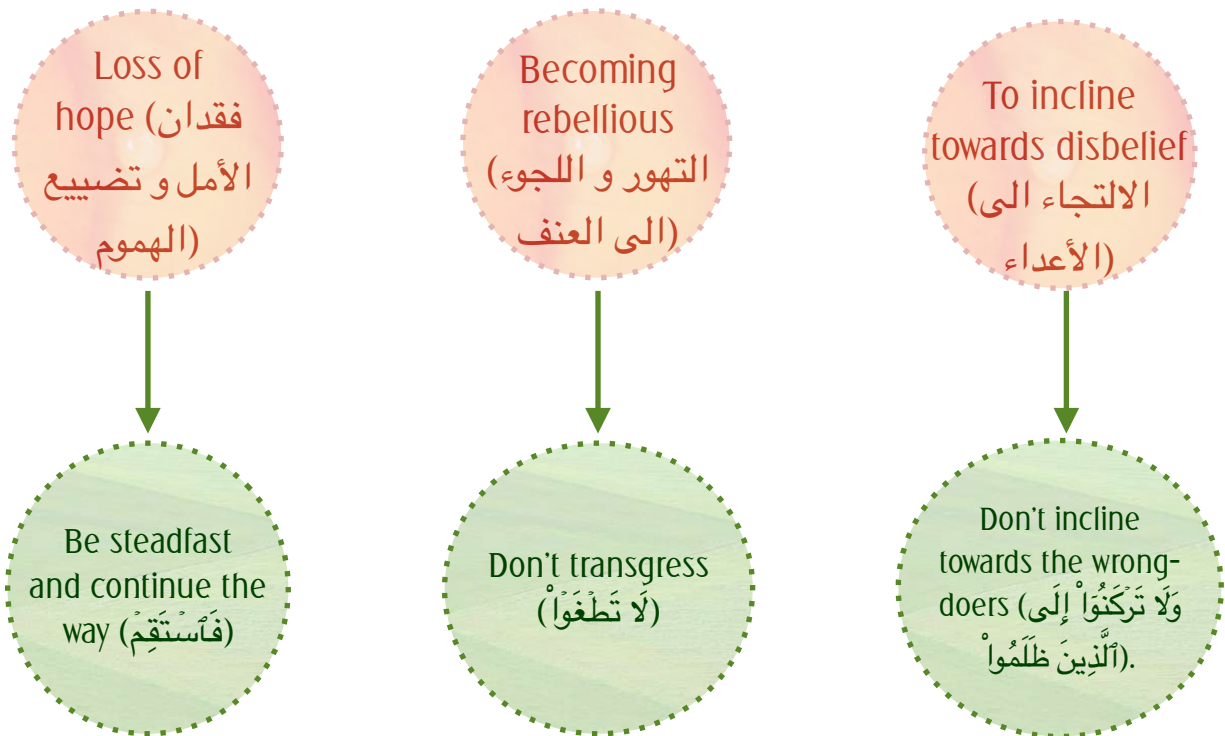 Loss of
hope (فقدان
الأمل و تضييع
الهموم)
Becoming
rebellious
(التهور و اللجوء
الى العنف)
To incline
towards disbelief
(الالتجاء الى
الأعداء)
Be steadfast
and continue the
way (فَٱسۡتَقِمۡ)
Don't transgress
(لَا تَطۡغَوۡاْ)
Don't incline
towards the wrong-
doers (وَلَا تَرۡكَنُوٓاْ إِلَى
ٱلَّذِينَ ظَلَمُواْ).